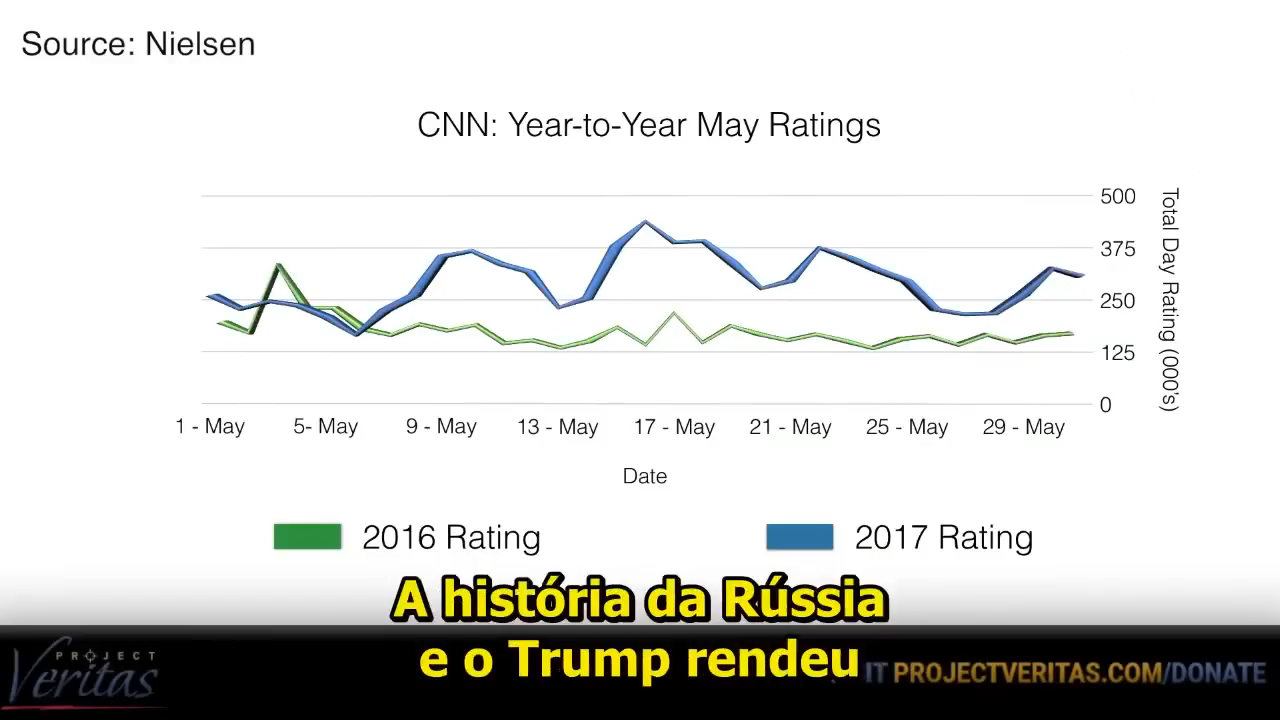 Source: Nielsen
CNN: Year-to-Year May Ratings
500
375
250
125
0
Total Day Rating (000's)
1 - May 5- May 9 - May 13 - May 17 - May 21 - May 25 - May 29 - May
Date
2016 Rating 2017 Rating
A história da Rússia
e o Trump rendeu
PROJECT
Veritas
IT PROJECTVERITAS.COM/DONATE